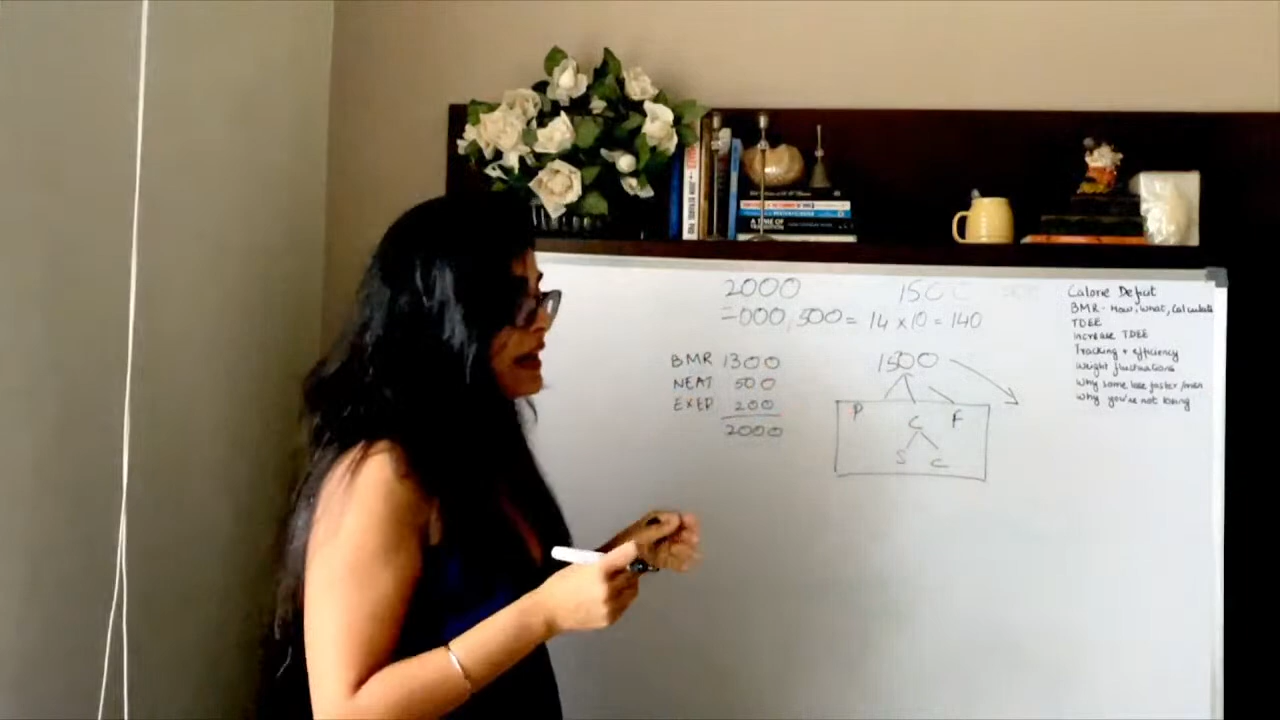 2000 1500
=000,500 = 14 x 10 = 140
BMR 1300
NEAT 500
EXER 200
2000
1500
P C F
S C
Calorie Deficit
BMR - How, What, Calculate
TDEE
increase TDEE
Tracking + efficiency
Weight fluctuations
Why some lose faster/men
Why you're not losing
A TIME OF